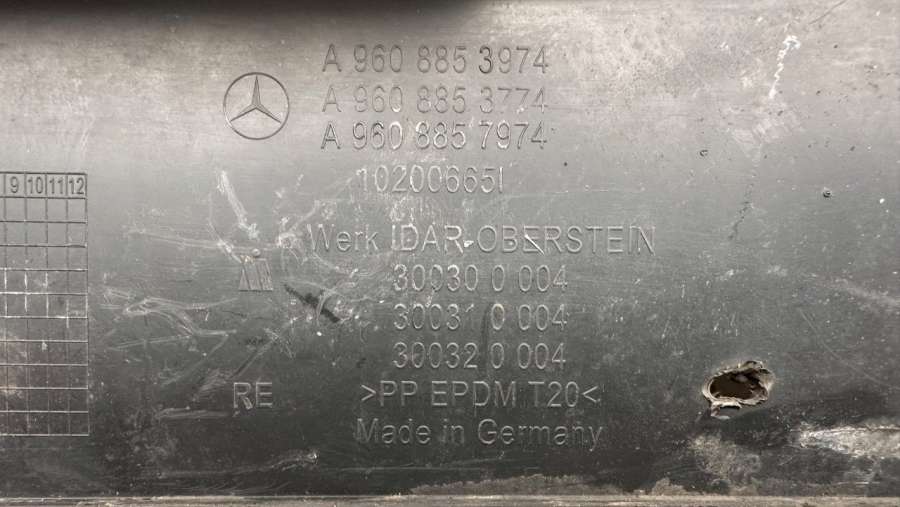 A 960 885 3974
A 960 885 3774
A 960 885 7974
10200665I
9 10 11 12
Werk IDAR-OBERSTEIN
30030 0 004
30031 0 004
30032 0 004
RE >PP EPDM T20<
Made in Germany